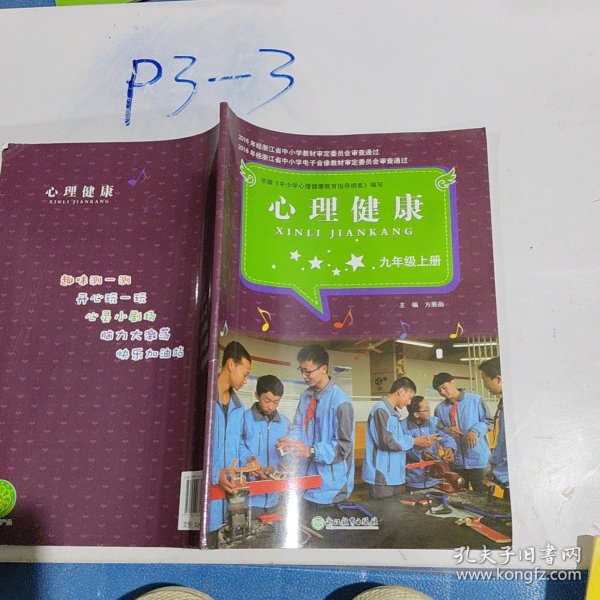 P3--3
2016年经浙江省中小学教材审定委员会审查通过
2018年经浙江省中小学电子音像教材审定委员会审查通过
依据《中小学心理健康教育指导纲要》编写
心理健康
XINLI JIANKANG
九年级上册
主编 方展画
浙江教育出版社
心理健康
XINLI JIANKANG
趣味测一测
开心玩一玩
心灵小剧场
脑力大激荡
快乐加油站
孔夫子旧书网
www.kongfz.com